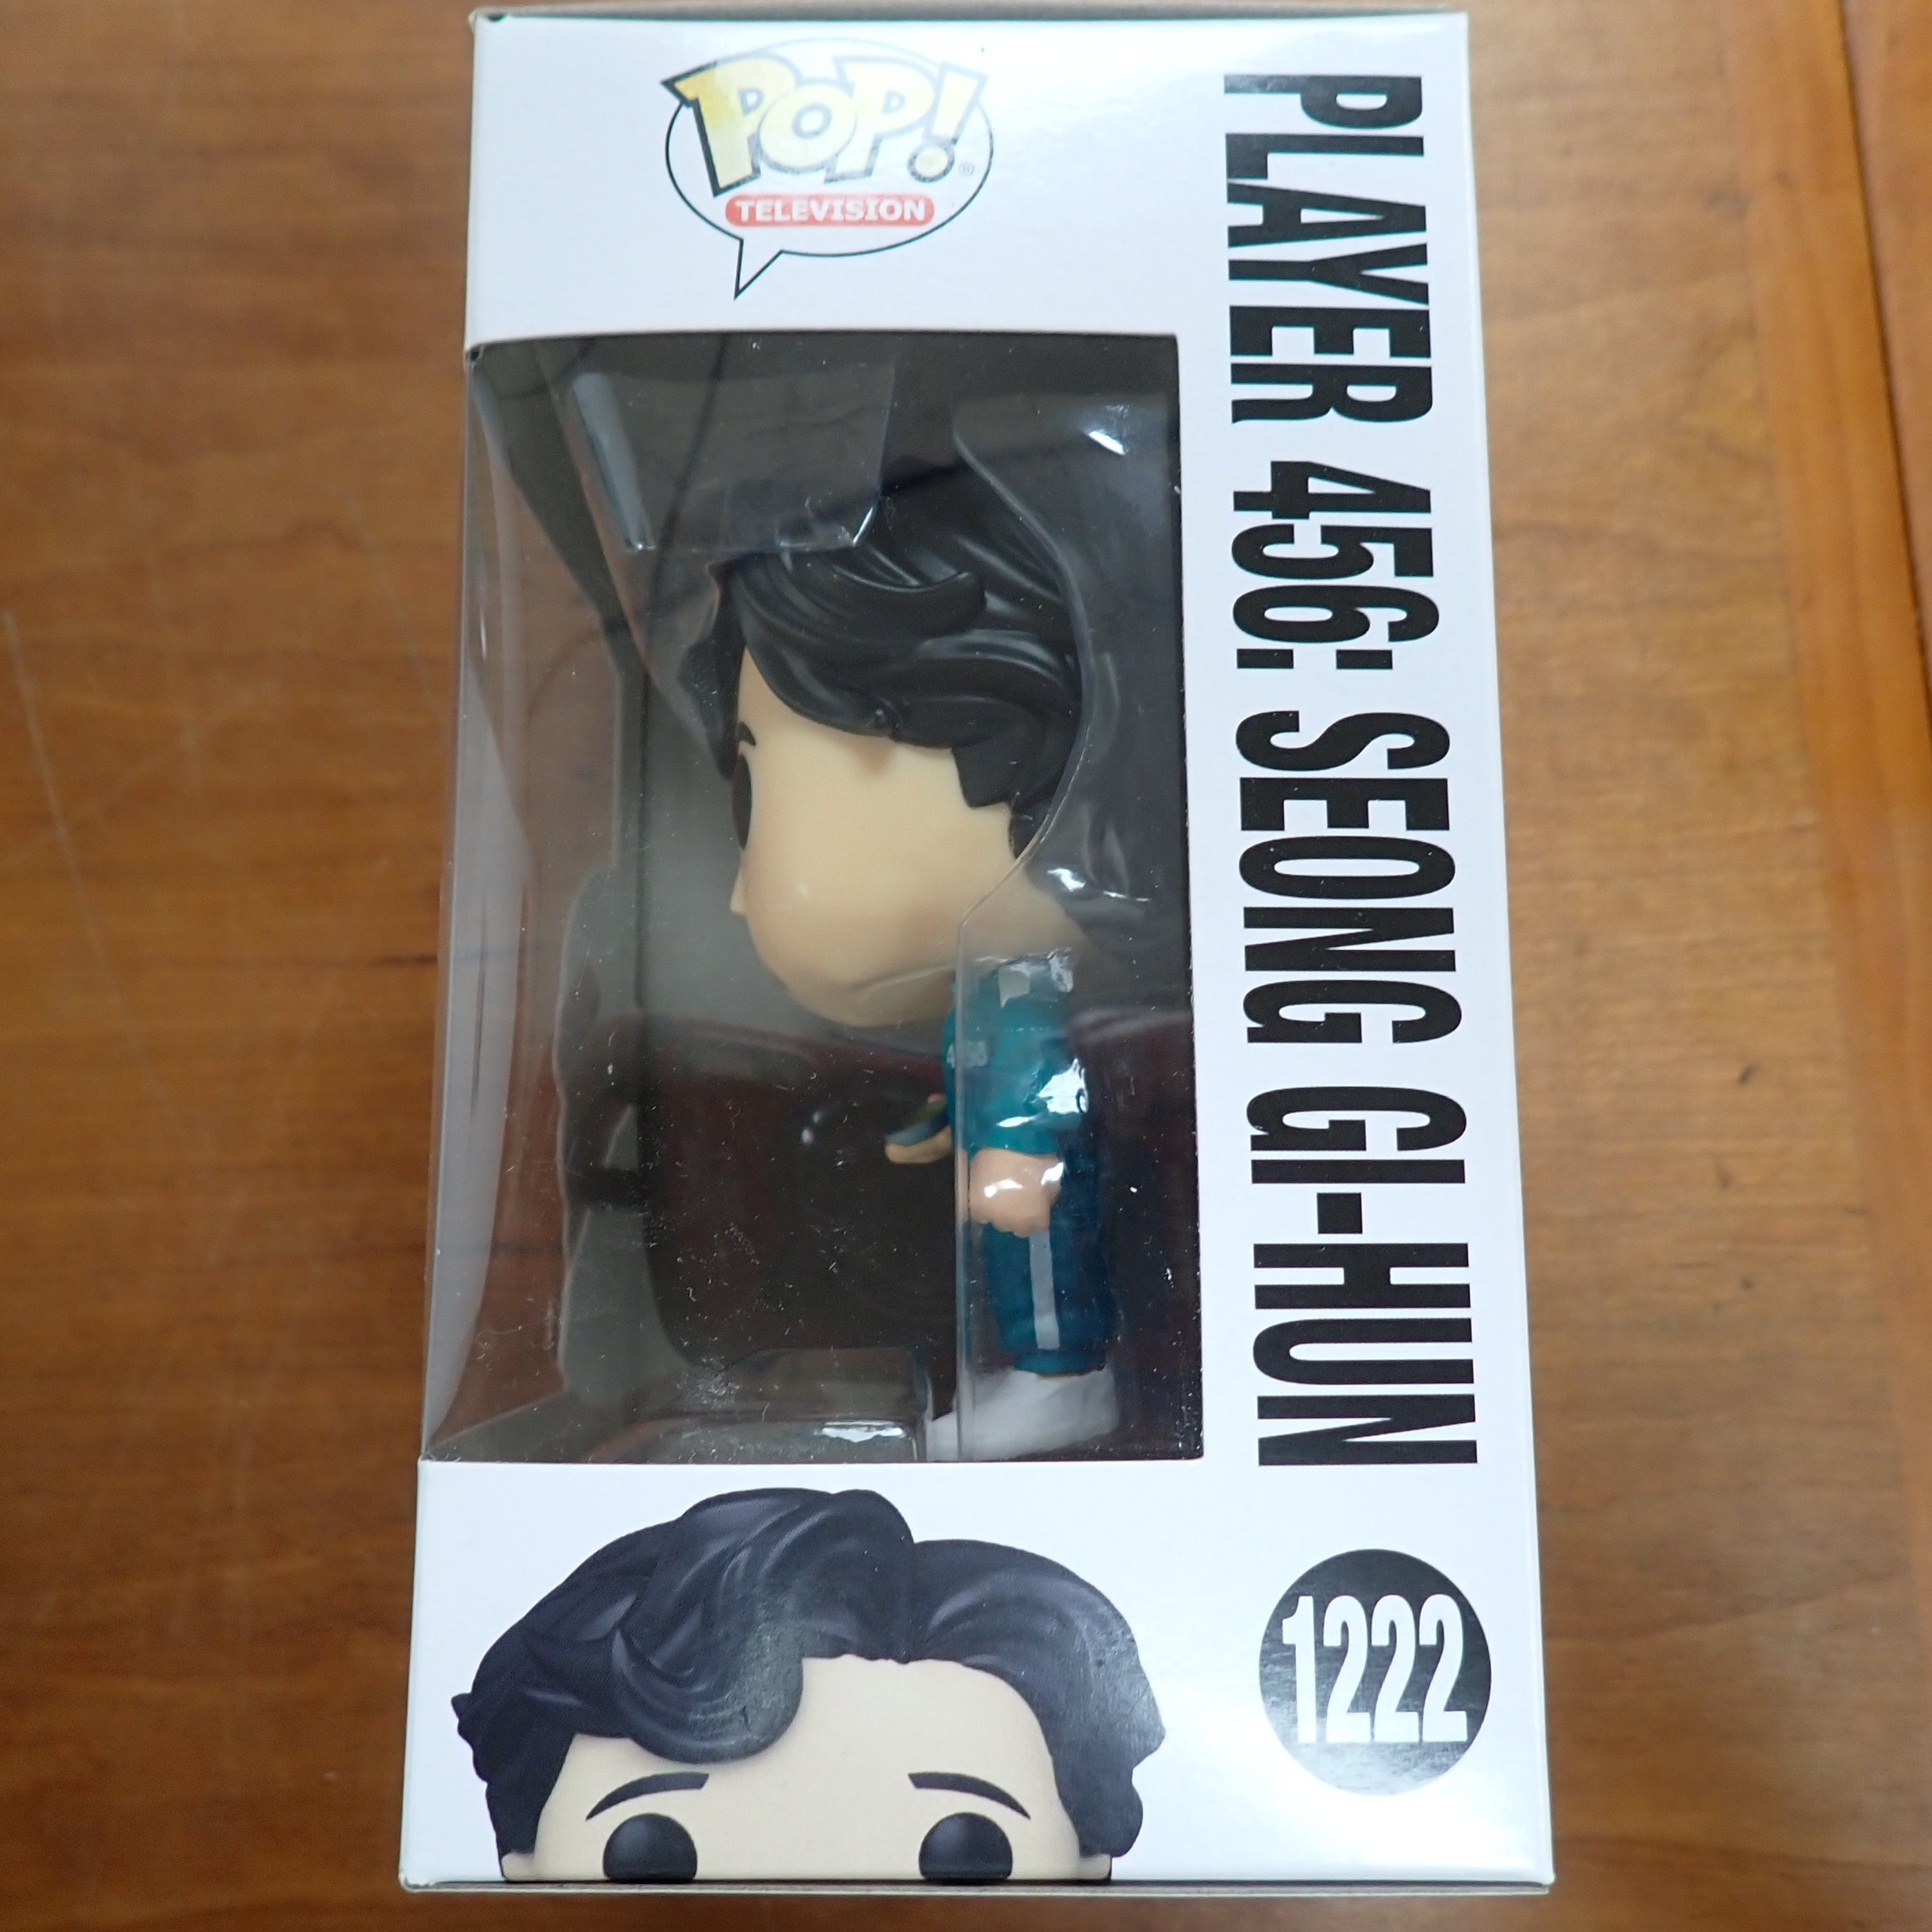 POP!®
TELEVISION
PLAYER 456: SEONG GI-HUN
1222